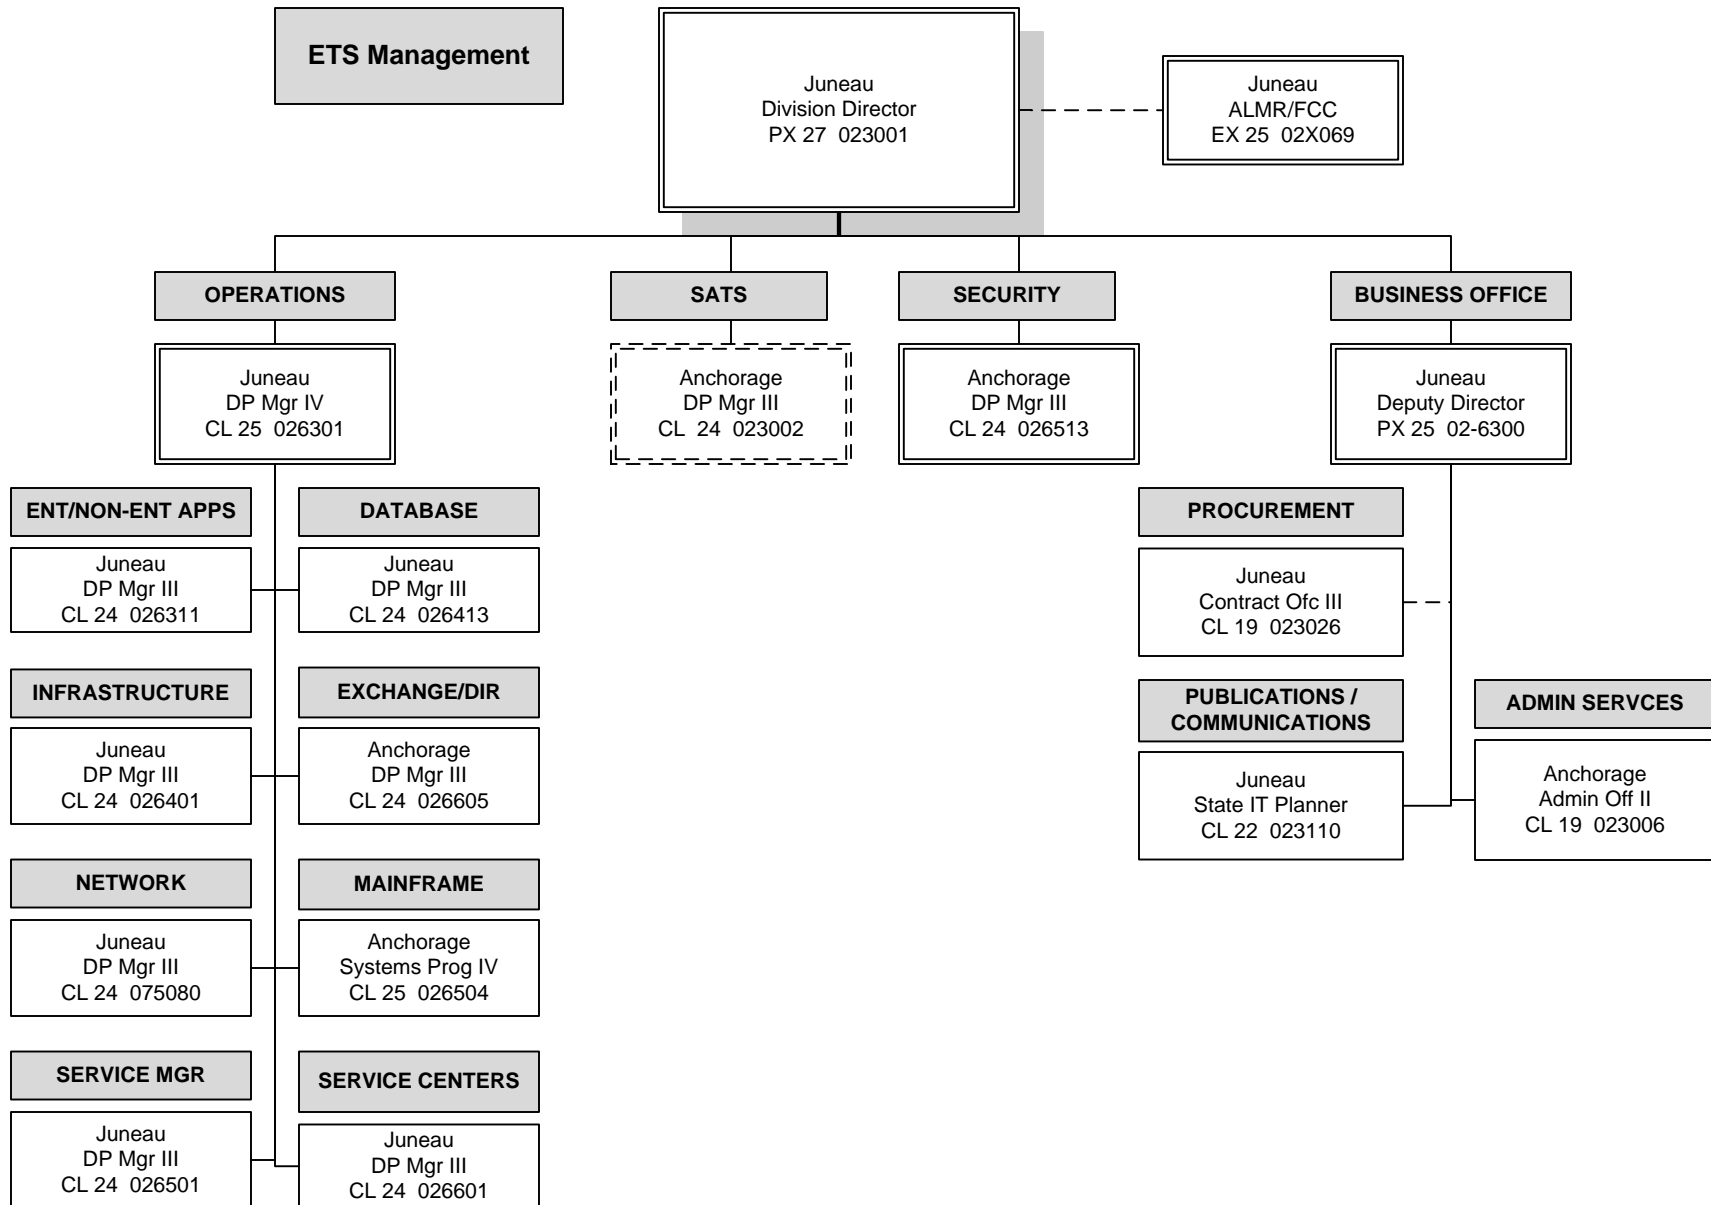 ETS Management
Juneau
Division Director
PX 27 023001
Juneau
ALMR/FCC
EX 25 02X069
OPERATIONS
Juneau
DP Mgr IV
CL 25 026301
SATS
Anchorage
DP Mgr III
CL 24 023002
SECURITY
Anchorage
DP Mgr III
CL 24 026513
BUSINESS OFFICE
Juneau
Deputy Director
PX 25 02-6300
ENT/NON-ENT APPS
Juneau
DP Mgr III
CL 24 026311
DATABASE
Juneau
DP Mgr III
CL 24 026413
INFRASTRUCTURE
Juneau
DP Mgr III
CL 24 026401
EXCHANGE/DIR
Anchorage
DP Mgr III
CL 24 026605
NETWORK
Juneau
DP Mgr III
CL 24 075080
MAINFRAME
Anchorage
Systems Prog IV
CL 25 026504
SERVICE MGR
Juneau
DP Mgr III
CL 24 026501
SERVICE CENTERS
Juneau
DP Mgr III
CL 24 026601
PROCUREMENT
Juneau
Contract Ofc III
CL 19 023026
PUBLICATIONS /
COMMUNICATIONS
Juneau
State IT Planner
CL 22 023110
ADMIN SERVCES
Anchorage
Admin Off II
CL 19 023006